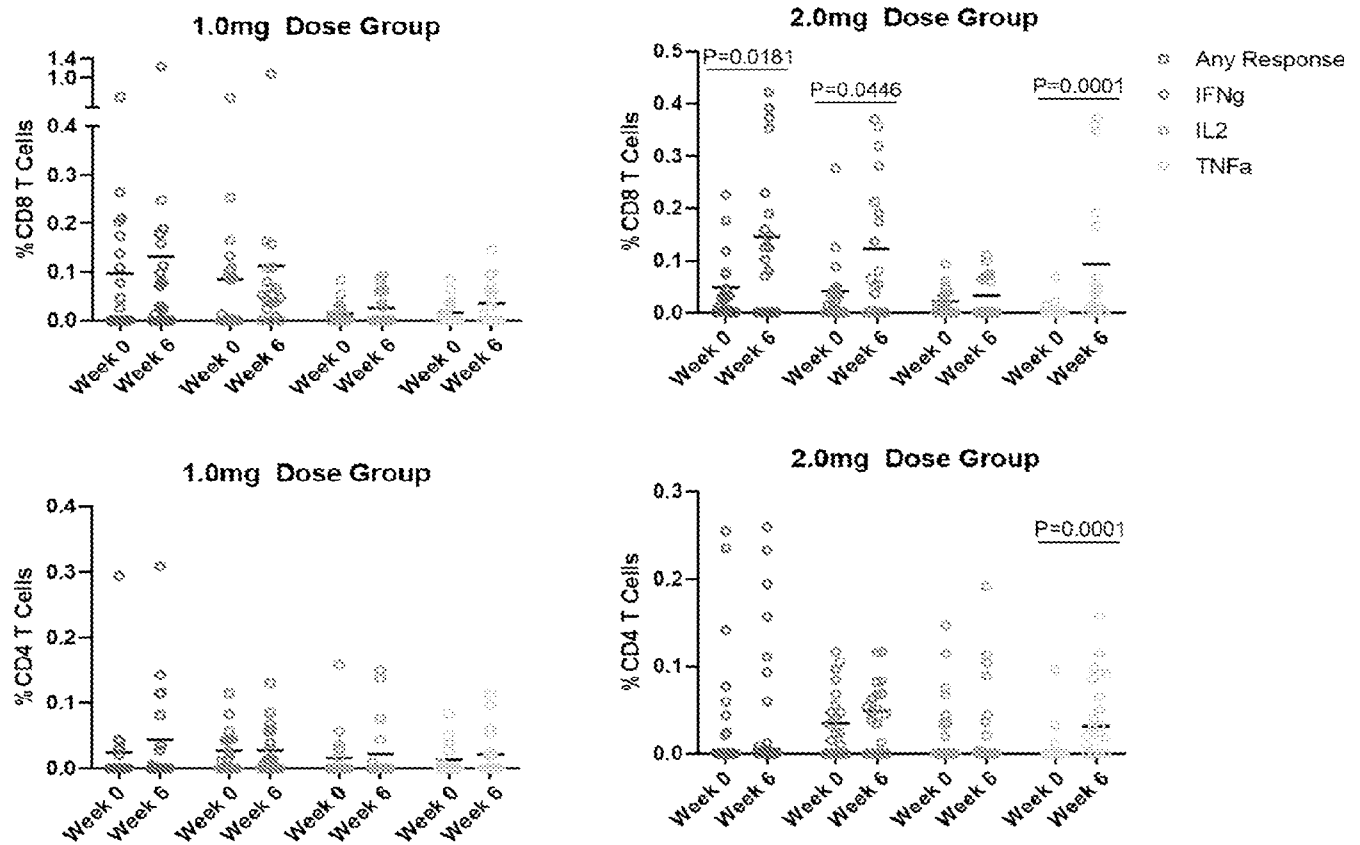 1.0mg Dose Group
1.4
1.0
0.4
0.3
0.2
0.1
0.0
%CD8 T Cells
Week 0
Week 6
Week 0
Week 6
Week 0
Week 6
Week 0
Week 6
2.0mg Dose Group
0.5
0.4
0.3
0.2
0.1
0.0
%CD8 T Cells
P=0.0181
P=0.0446
P=0.0001
Week 0
Week 6
Week 0
Week 6
Week 0
Week 6
Week 0
Week 6
Any Response
IFNg
IL2
TNFa
1.0mg Dose Group
0.4
0.3
0.2
0.1
0.0
%CD4 T Cells
Week 0
Week 6
Week 0
Week 6
Week 0
Week 6
Week 0
Week 6
2.0mg Dose Group
0.3
0.2
0.1
0.0
%CD4 T Cells
P=0.0001
Week 0
Week 6
Week 0
Week 6
Week 0
Week 6
Week 0
Week 6